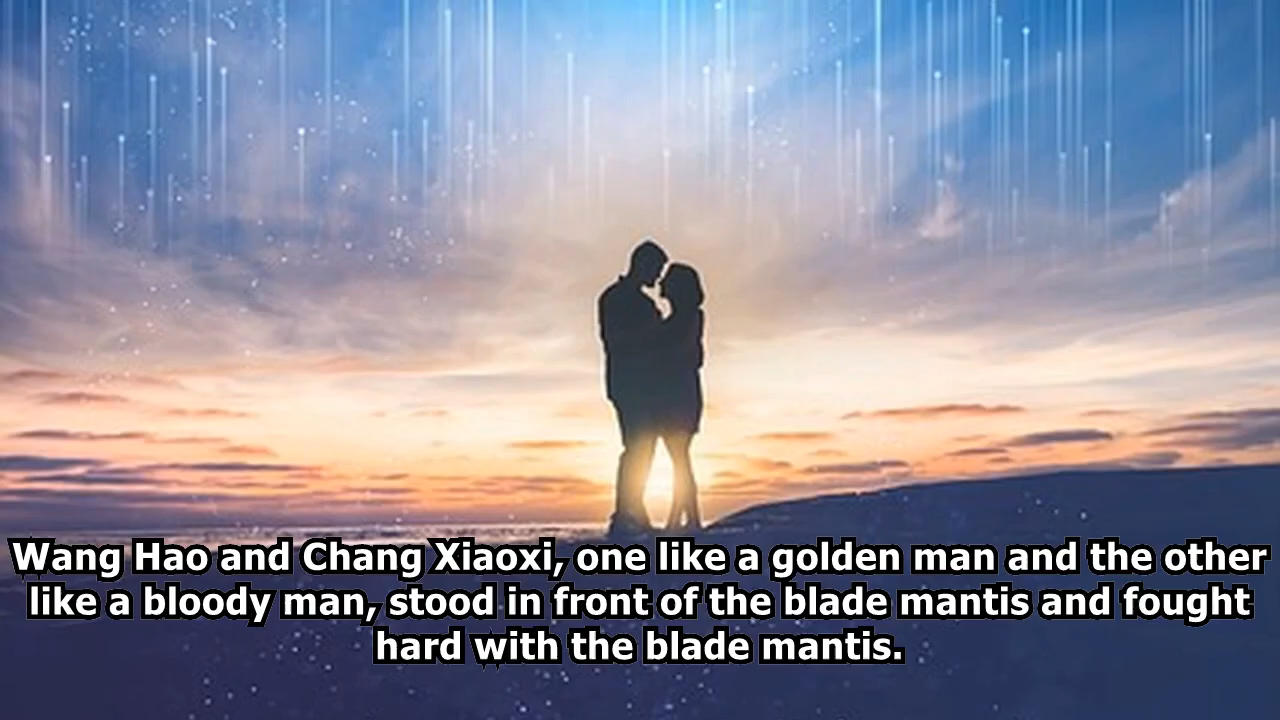 Wang Hao and Chang Xiaoxi, one like a golden man and the other
like a bloody man, stood in front of the blade mantis and fought
hard with the blade mantis.